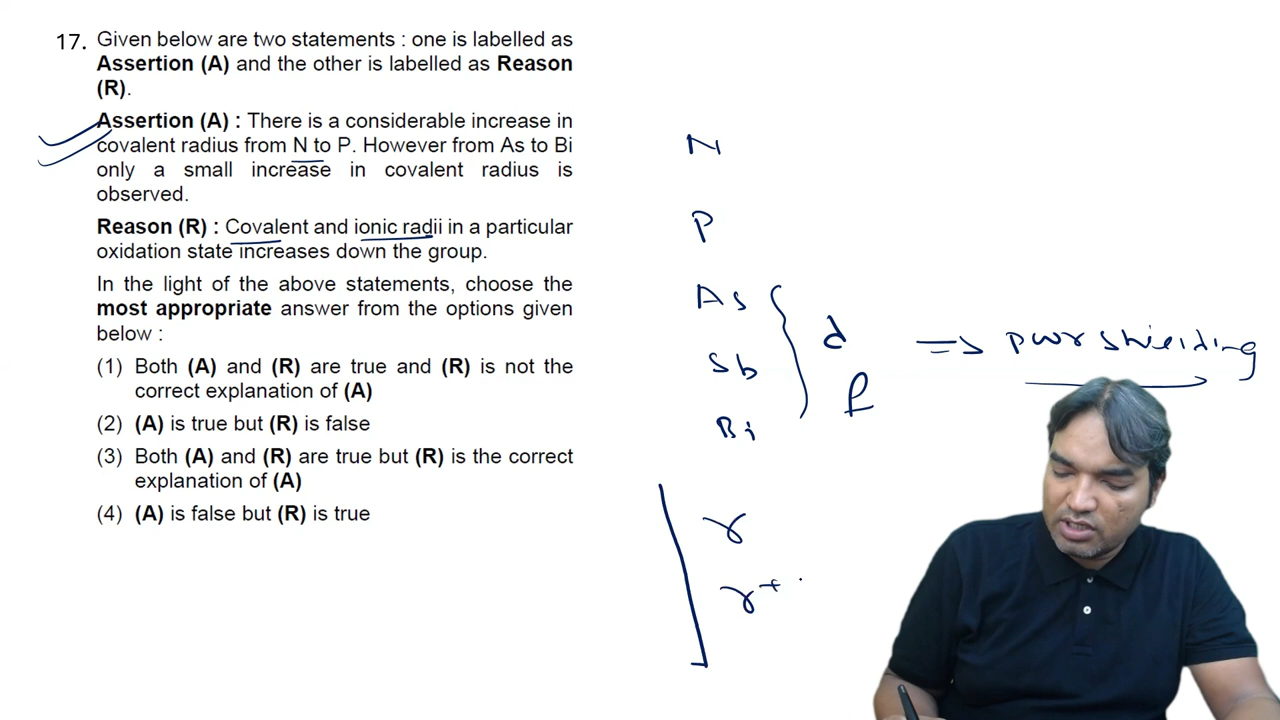 17. Given below are two statements : one is labelled as
Assertion (A) and the other is labelled as Reason
(R).
Assertion (A) : There is a considerable increase in
covalent radius from N to P. However from As to Bi
only a small increase in covalent radius is
observed.
Reason (R) : Covalent and ionic radii in a particular
oxidation state increases down the group.
In the light of the above statements, choose the
most appropriate answer from the options given
below :
(1) Both (A) and (R) are true and (R) is not the
correct explanation of (A)
(2) (A) is true but (R) is false
(3) Both (A) and (R) are true but (R) is the correct
explanation of (A)
(4) (A) is false but (R) is true
N
P
As
Sb
Bi
d
f
=> poor shielding
r
r+